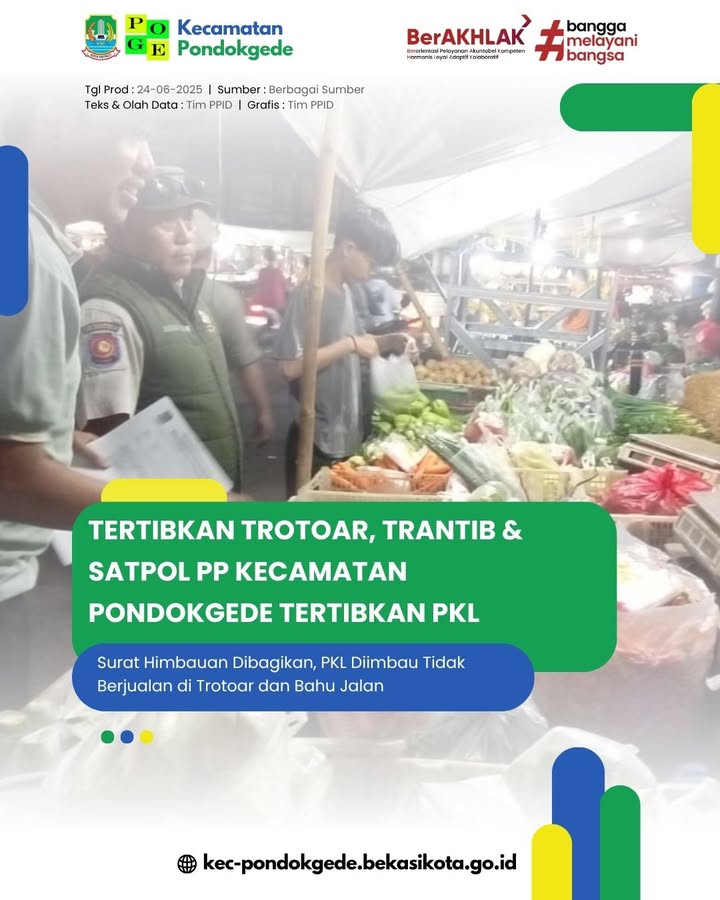 POGE
Kecamatan
Pondokgede
BerAKHLAK
Berorientasi Pelayanan Akuntabel Kompeten
Harmonis Loyal Adaptif Kolaboratif
#bangga
melayani
bangsa
Tgl Prod : 24-06-2025 | Sumber : Berbagai Sumber
Teks & Olah Data : Tim PPID | Grafis : Tim PPID
TERTIBKAN TROTOAR, TRANTIB &
SATPOL PP KECAMATAN
PONDOKGEDE TERTIBKAN PKL
Surat Himbauan Dibagikan, PKL Diimbau Tidak
Berjualan di Trotoar dan Bahu Jalan
kec-pondokgede.bekasikota.go.id